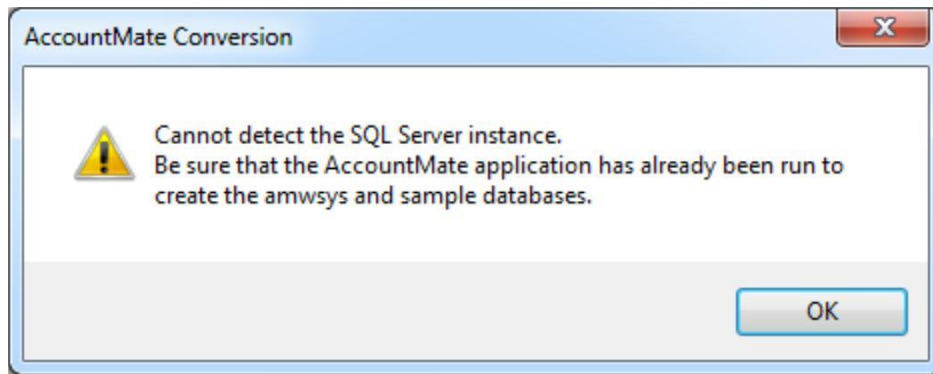 AccountMate Conversion
Cannot detect the SQL Server instance.
Be sure that the AccountMate application has already been run to
create the amwsys and sample databases.
OK